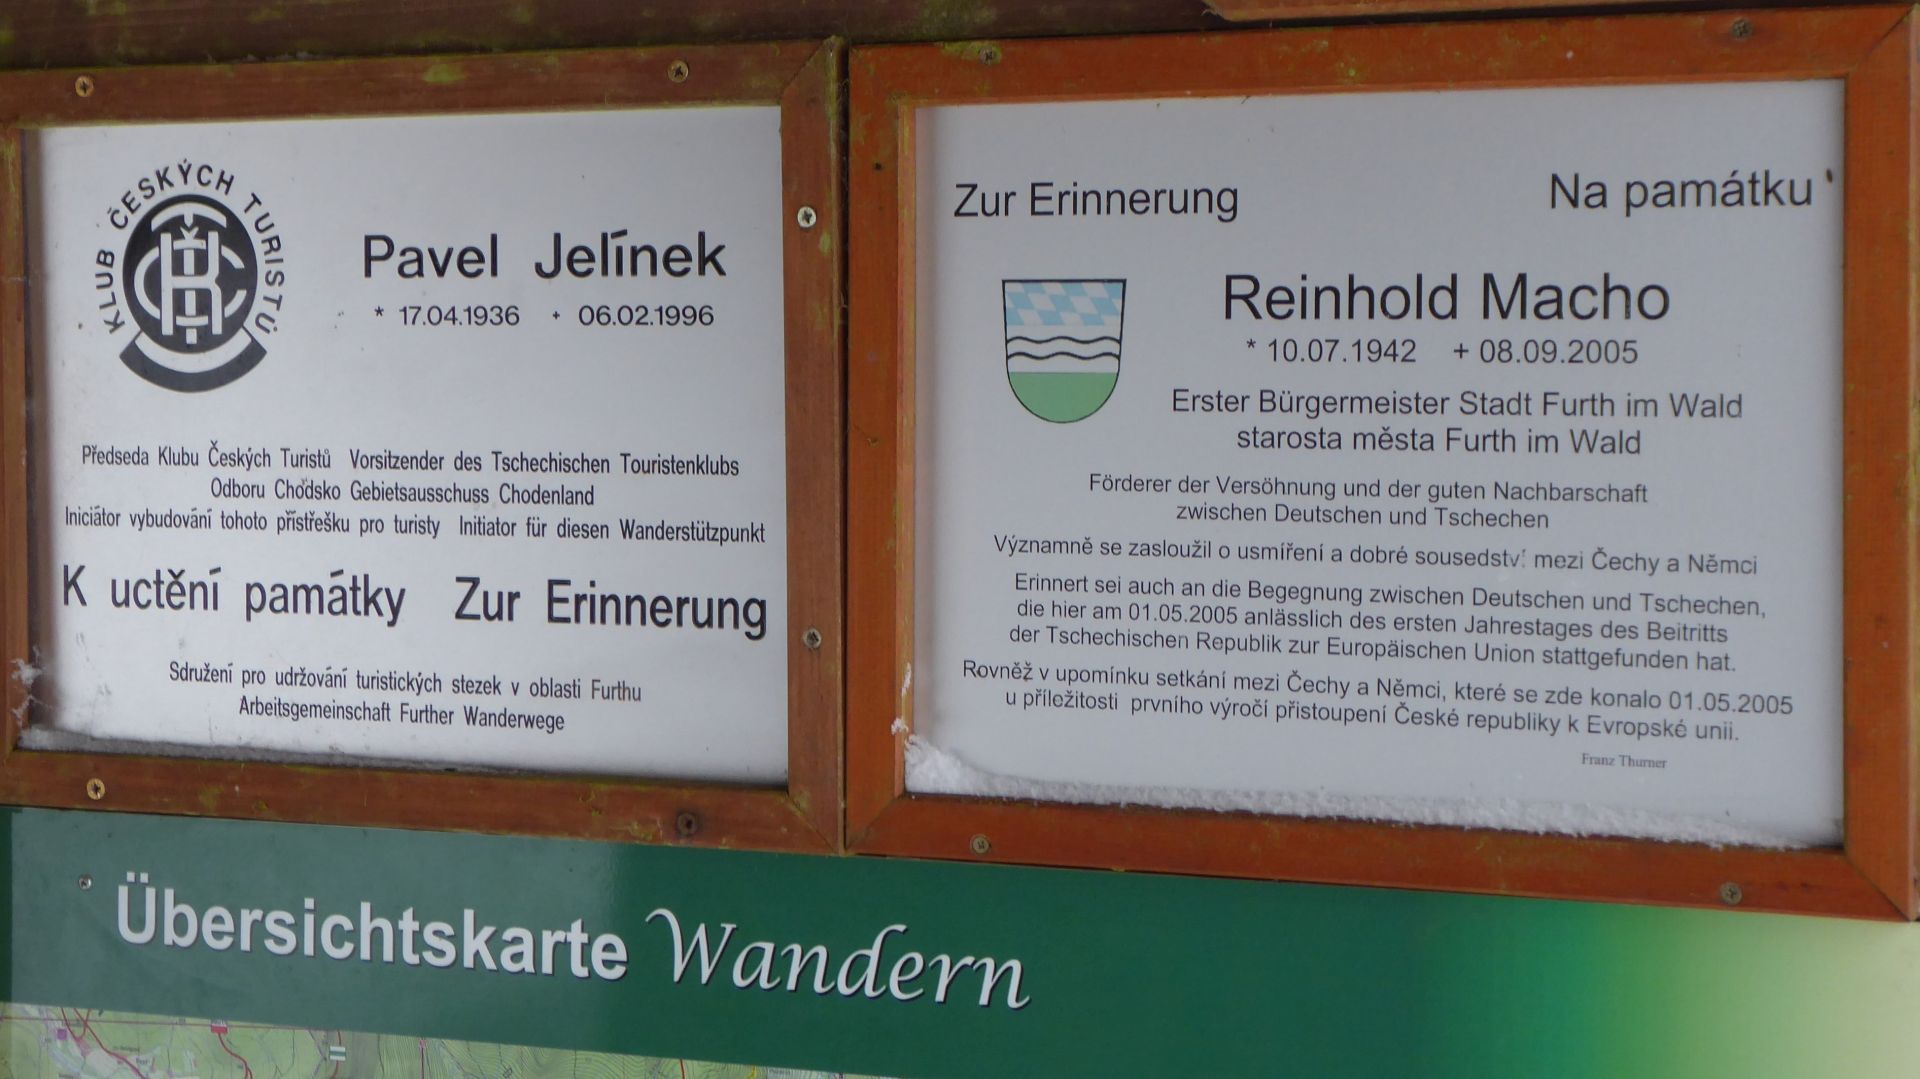 KLUB ČESKÝCH TURISTŮ
KČT
Pavel Jelínek
* 17.04.1936 + 06.02.1996
Předseda Klubu Českých Turistů Vorsitzender des Tschechischen Touristenklubs
Odboru Chodsko Gebietsausschuss Chodenland
Iniciátor vybudování tohoto přístřešku pro turisty Initiator für diesen Wanderstützpunkt
K uctění památky Zur Erinnerung
Sdružení pro udržování turistických stezek v oblasti Furthu
Arbeitsgemeinschaft Further Wanderwege
Zur Erinnerung Na památku
Reinhold Macho
* 10.07.1942 + 08.09.2005
Erster Bürgermeister Stadt Furth im Wald
starosta města Furth im Wald
Förderer der Versöhnung und der guten Nachbarschaft
zwischen Deutschen und Tschechen
Významně se zasloužil o usmíření a dobré sousedství mezi Čechy a Němci
Erinnert sei auch an die Begegnung zwischen Deutschen und Tschechen,
die hier am 01.05.2005 anlässlich des ersten Jahrestages des Beitritts
der Tschechischen Republik zur Europäischen Union stattgefunden hat.
Rovněž v upomínku setkání mezi Čechy a Němci, které se zde konalo 01.05.2005
u příležitosti prvního výročí přistoupení České republiky k Evropské unii.
Franz Thurner
Übersichtskarte Wandern